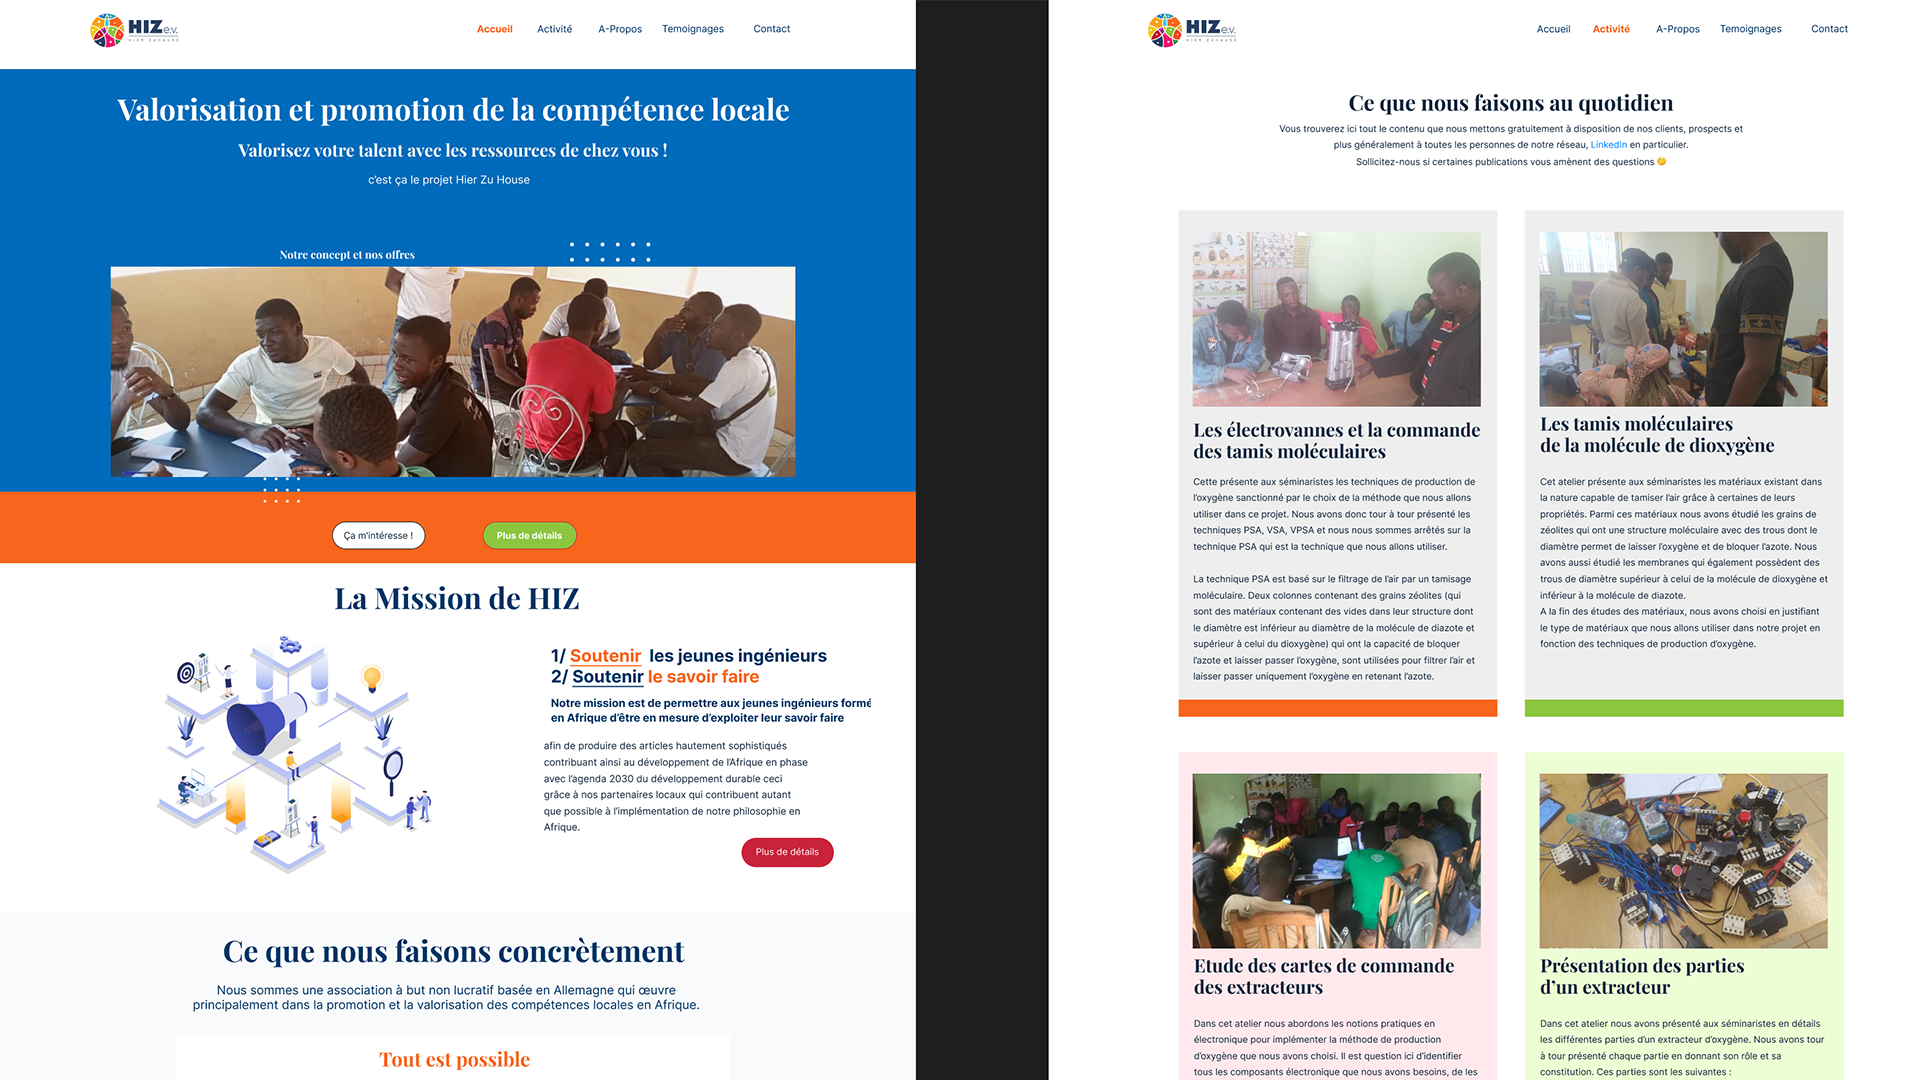 HIZ e.V.
HIER ZUHAUSE
Accueil
Activité
A-Propos
Temoignages
Contact
Valorisation et promotion de la compétence locale
Valorisez votre talent avec les ressources de chez vous !
c'est ça le projet Hier Zu House
Notre concept et nos offres
Ça m'intéresse !
Plus de détails
La Mission de HIZ
1/ Soutenir les jeunes ingénieurs
2/ Soutenir le savoir faire
Notre mission est de permettre aux jeunes ingénieurs formé
en Afrique d'être en mesure d'exploiter leur savoir faire
afin de produire des articles hautement sophistiqués
contribuant ainsi au développement de l'Afrique en phase
avec l'agenda 2030 du développement durable ceci
grâce à nos partenaires locaux qui contribuent autant
que possible à l'implémentation de notre philosophie en
Afrique.
Plus de détails
Ce que nous faisons concrètement
Nous sommes une association à but non lucratif basée en Allemagne qui œuvre
principalement dans la promotion et la valorisation des compétences locales en Afrique.
Tout est possible
HIZ e.V.
HIER ZUHAUSE
Accueil
Activité
A-Propos
Temoignages
Contact
Ce que nous faisons au quotidien
Vous trouverez ici tout le contenu que nous mettons gratuitement à disposition de nos clients, prospects et
plus généralement à toutes les personnes de notre réseau, LinkedIn en particulier.
Sollicitez-nous si certaines publications vous amènent des questions 🤔
Les électrovannes et la commande
des tamis moléculaires
Cette présente aux séminaristes les techniques de production de
l'oxygène sanctionné par le choix de la méthode que nous allons
utiliser dans ce projet. Nous avons donc tour à tour présenté les
techniques PSA, VSA, VPSA et nous nous sommes arrêtés sur la
technique PSA qui est la technique que nous allons utiliser.
La technique PSA est basé sur le filtrage de l'air par un tamisage
moléculaire. Deux colonnes contenant des grains zéolites (qui
sont des matériaux contenant des vides dans leur structure dont
le diamètre est inférieur au diamètre de la molécule de diazote et
supérieur à celui du dioxygène) qui ont la capacité de bloquer
l'azote et laisser passer l'oxygène, sont utilisées pour filtrer l'air et
laisser passer uniquement l'oxygène en retenant l'azote.
Les tamis moléculaires
de la molécule de dioxygène
Cet atelier présente aux séminaristes les matériaux existant dans
la nature capable de tamiser l'air grâce à certaines de leurs
propriétés. Parmi ces matériaux nous avons étudié les grains de
zéolites qui ont une structure moléculaire avec des trous dont le
diamètre permet de laisser l'oxygène et de bloquer l'azote. Nous
avons aussi étudié les membranes qui également possèdent des
trous de diamètre supérieur à celui de la molécule de dioxygène et
inférieur à la molécule de diazote.
A la fin des études des matériaux, nous avons choisi en justifiant
le type de matériaux que nous allons utiliser dans notre projet en
fonction des techniques de production d'oxygène.
Etude des cartes de commande
des extracteurs
Dans cet atelier nous abordons les notions pratiques en
électronique pour implémenter la méthode de production
d'oxygène que nous avons choisi. Il est question ici d'identifier
tous les composants électronique que nous avons besoins, de les
Présentation des parties
d'un extracteur
Dans cet atelier nous avons présenté aux séminaristes en détails
les différentes parties d'un extracteur d'oxygène. Nous avons tour
à tour présenté chaque partie en donnant son rôle et sa
constitution. Ces parties sont les suivantes :